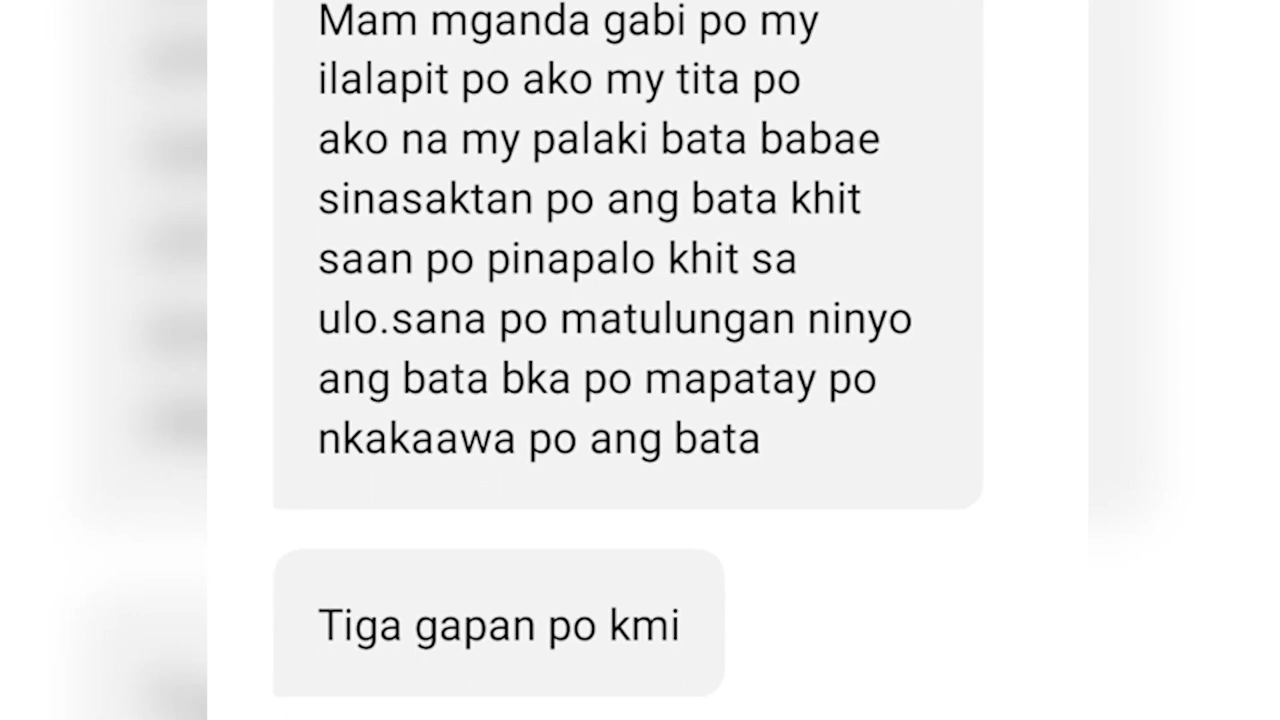 Mam mganda gabi po my
ilalapit po ako my tita po
ako na my palaki bata babae
sinasaktan po ang bata khit
saan po pinapalo khit sa
ulo.sana po matulungan ninyo
ang bata bka po mapatay po
nkakaawa po ang bata
Tiga gapan po kmi